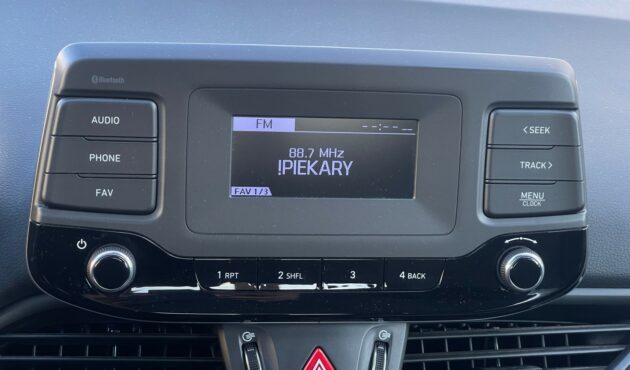 Bluetooth
AUDIO
PHONE
FAV
FM
--:-- --
88.7 MHz
!PIEKARY
FAV 1/3
< SEEK
TRACK >
MENU
CLOCK
1 RPT
2 SHFL
3
4 BACK